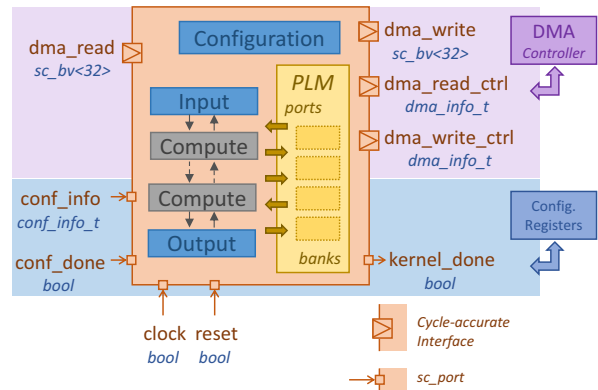 dma_read
sc_bv<32>
Configuration
dma_write
sc_bv<32>
DMA
Controller
dma_read_ctrl
dma_info_t
dma_write_ctrl
dma_info_t
PLM
ports
Input
Compute
Compute
Output
banks
conf_info
conf_info_t
conf_done
bool
Config.
Registers
kernel_done
bool
clock
bool
reset
bool
Cycle-accurate
Interface
sc_port